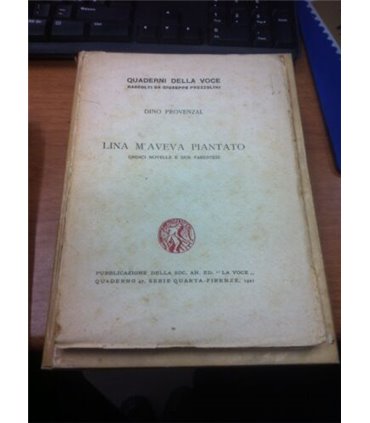 QUADERNI DELLA VOCE
RACCOLTI DA GIUSEPPE PREZZOLINI
DINO PROVENZAL
LINA M'AVEVA PIANTATO
UNDICI NOVELLE E DUE PARENTESI
PUBBLICAZIONE DELLA SOC. AN. ED. "LA VOCE„
QUADERNO 47, SERIE QUARTA-FIRENZE, 1921